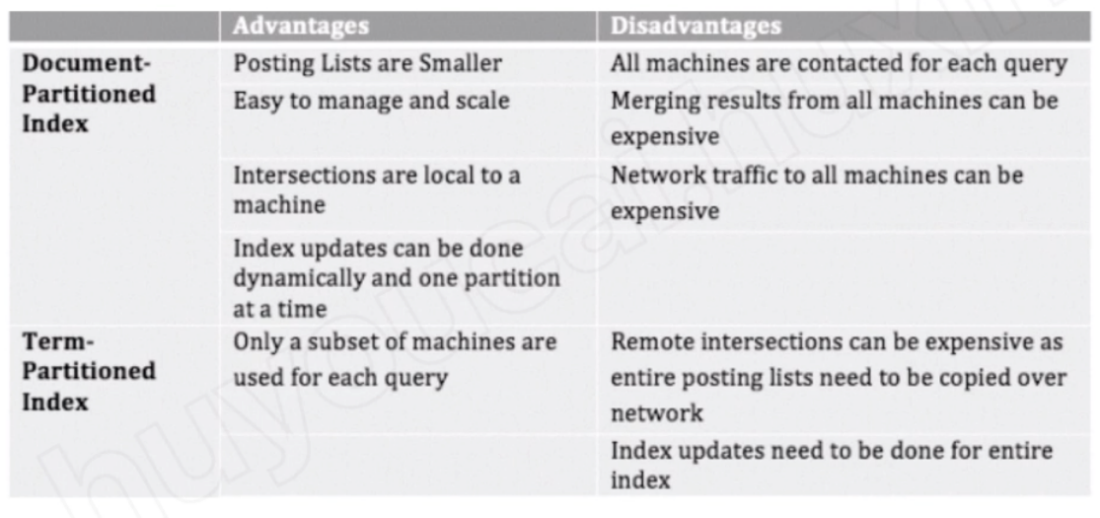 Advantages
Disadvantages
Document-
Partitioned
Index
Posting Lists are Smaller
All machines are contacted for each query
Easy to manage and scale
Merging results from all machines can be
expensive
Intersections are local to a
machine
Network traffic to all machines can be
expensive
Index updates can be done
dynamically and one partition
at a time
Term-
Partitioned
Index
Only a subset of machines are
used for each query
Remote intersections can be expensive as
entire posting lists need to be copied over
network
Index updates need to be done for entire
index